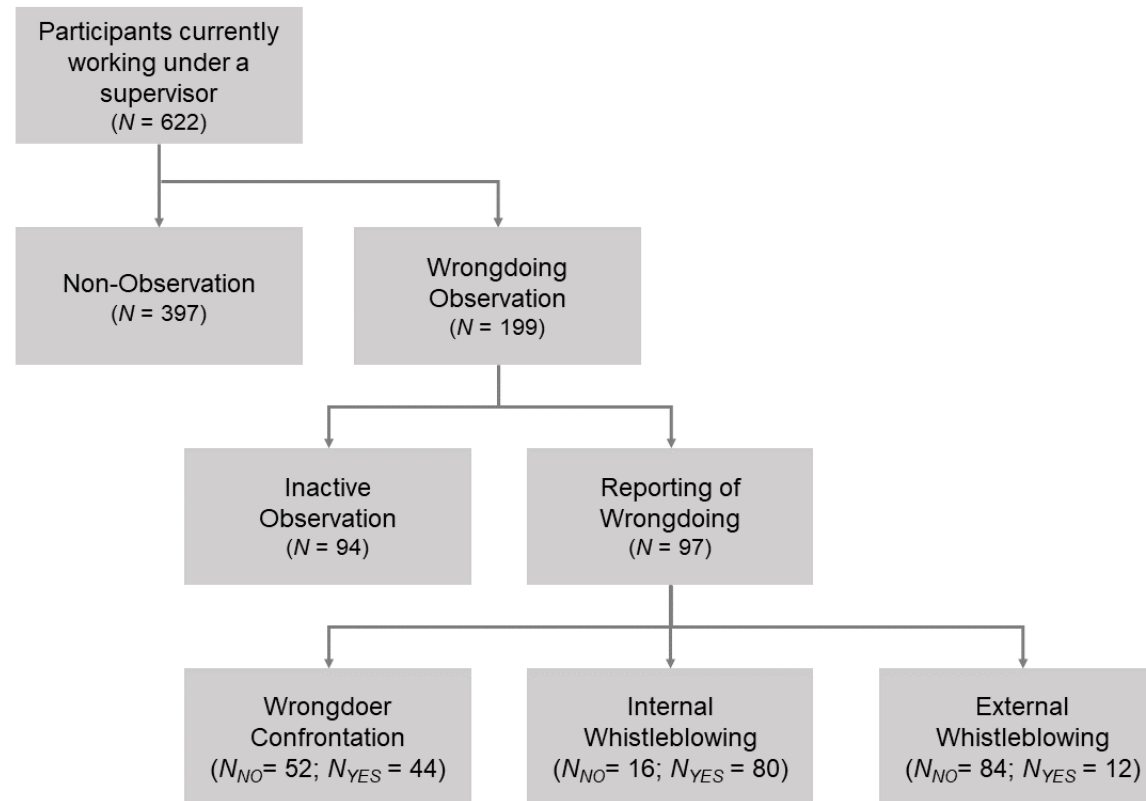 Participants currently
working under a
supervisor
(N = 622)
Non-Observation
(N = 397)
Wrongdoing
Observation
(N = 199)
Inactive
Observation
(N = 94)
Reporting of
Wrongdoing
(N = 97)
Wrongdoer
Confrontation
(NNO= 52; NYES = 44)
Internal
Whistleblowing
(NNO= 16; NYES = 80)
External
Whistleblowing
(NNO= 84; NYES = 12)